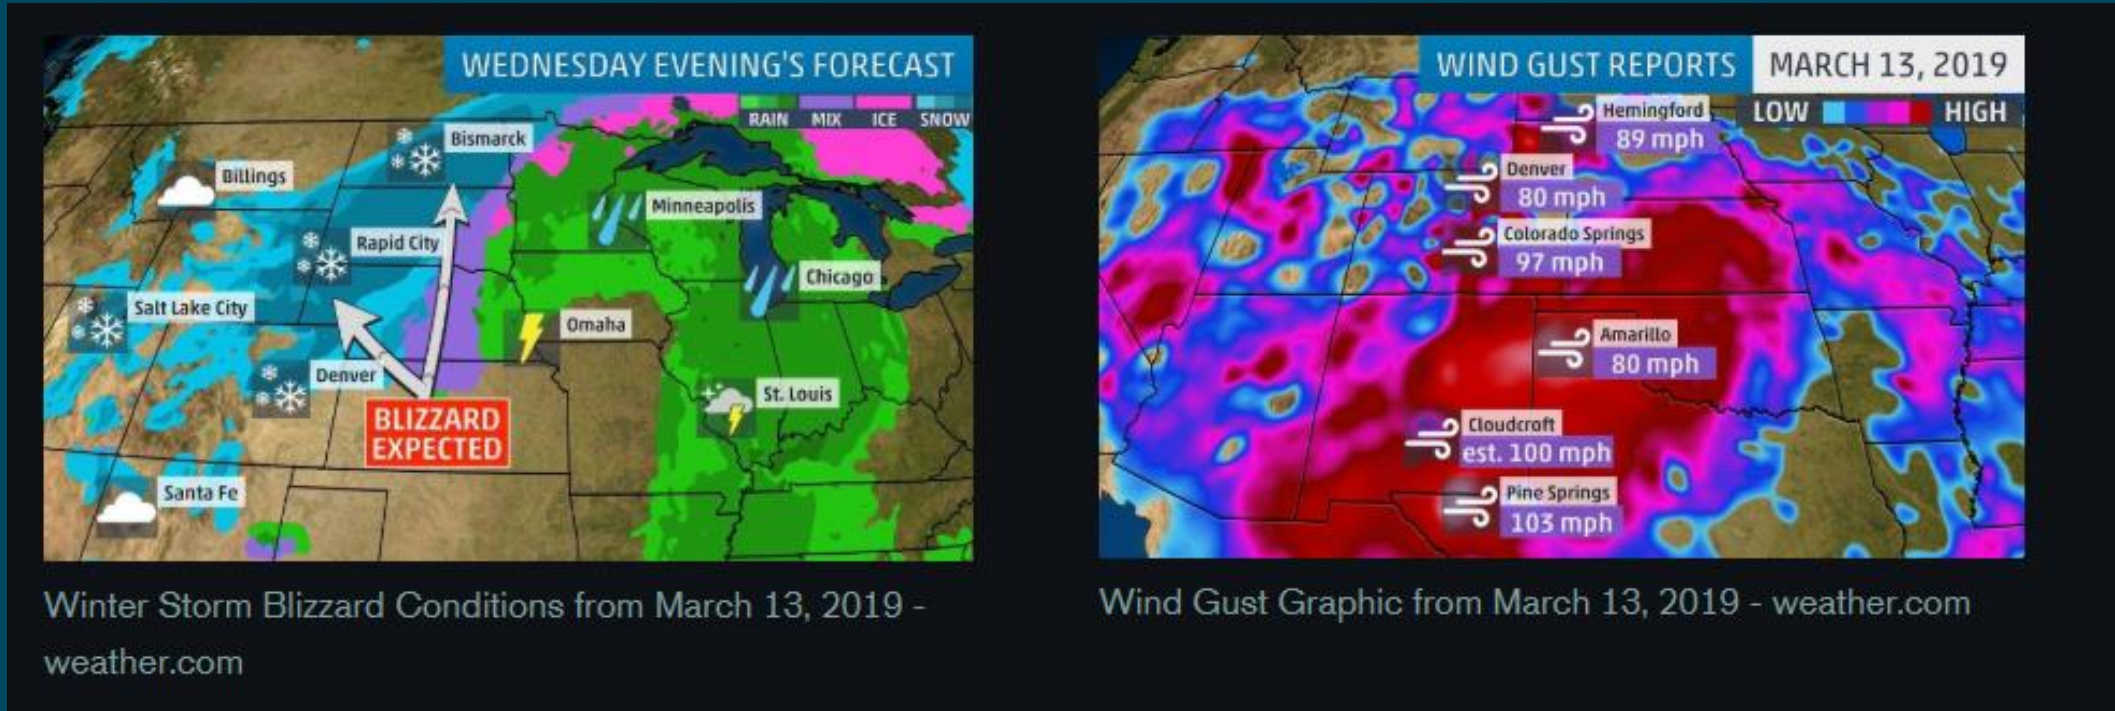 WEDNESDAY EVENING'S FORECAST
RAIN MIX ICE SNOW
Bismarck
Billings
Minneapolis
Rapid City
Chicago
Salt Lake City
Omaha
Denver
St. Louis
BLIZZARD
EXPECTED
Santa Fe
Winter Storm Blizzard Conditions from March 13, 2019 -
weather.com
WIND GUST REPORTS MARCH 13, 2019
LOW HIGH
Hemingford
89 mph
Denver
80 mph
Colorado Springs
97 mph
Amarillo
80 mph
Cloudcroft
est. 100 mph
Pine Springs
103 mph
Wind Gust Graphic from March 13, 2019 - weather.com